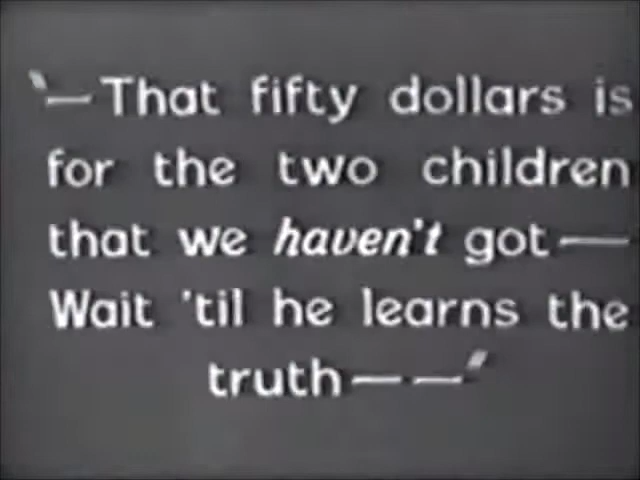 ‵—That fifty dollars is
for the two children
that we haven't got—
Wait 'til he learns the
truth——′